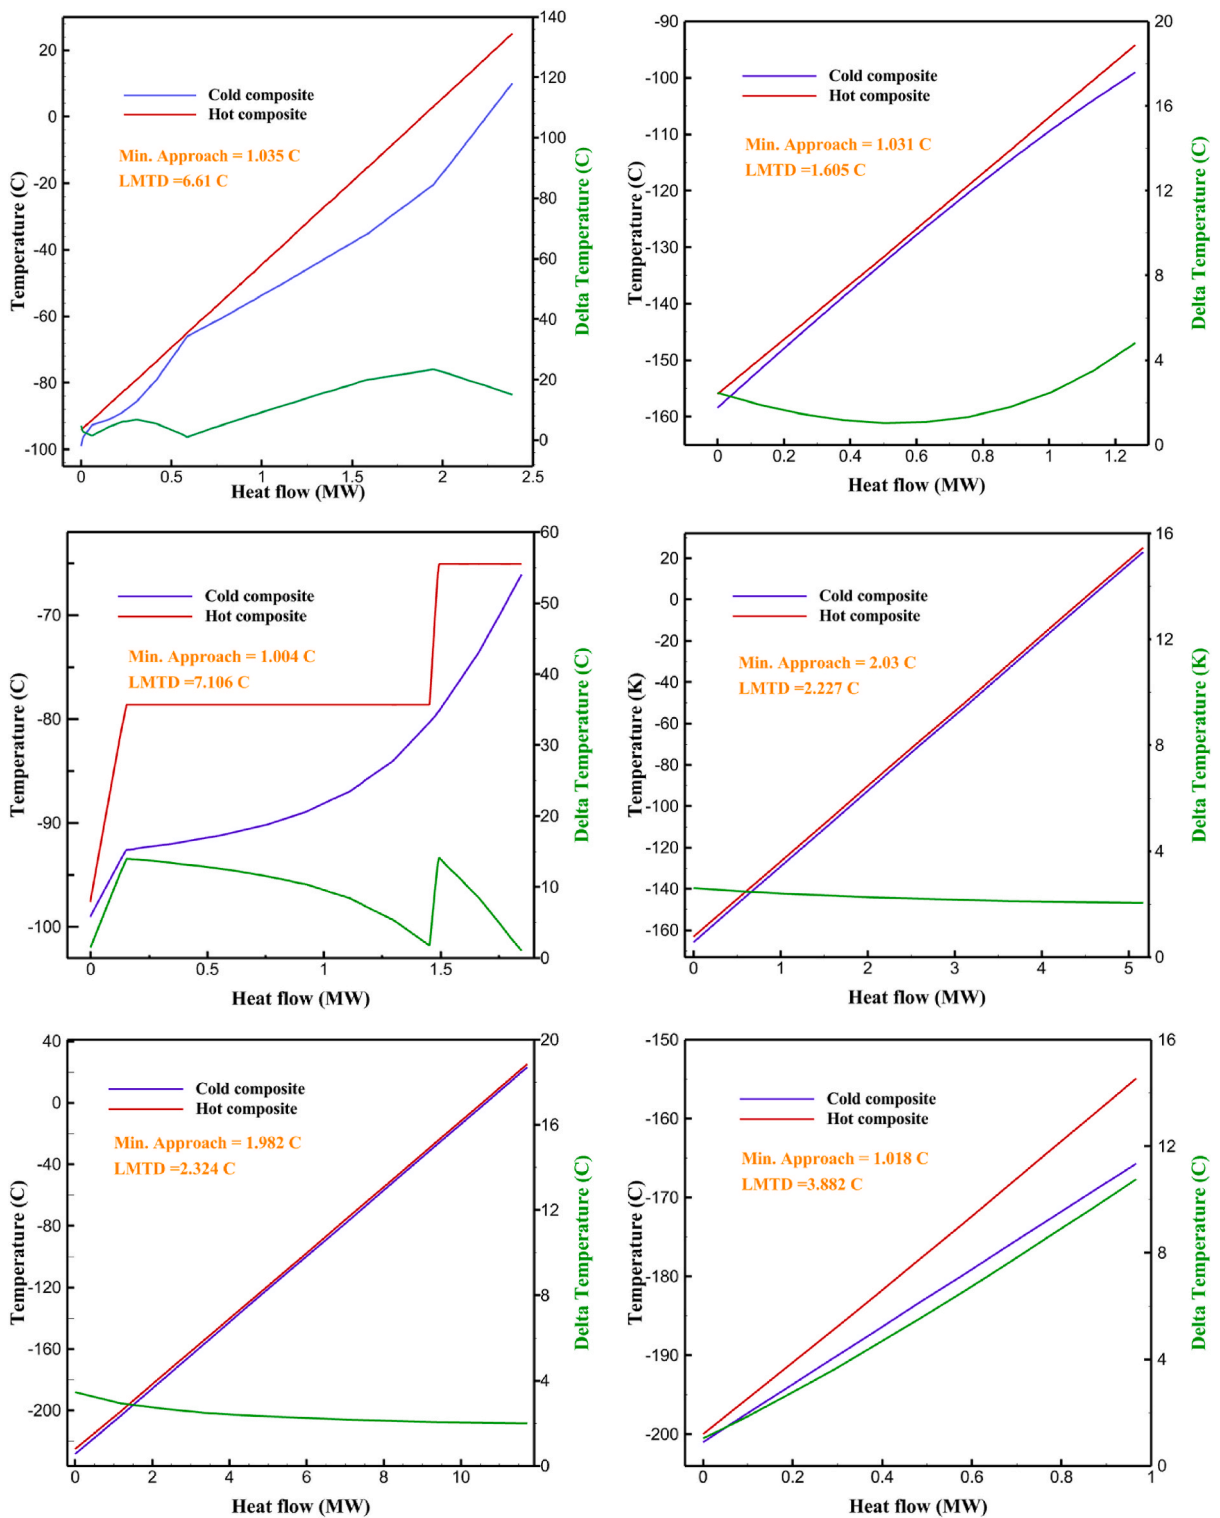 140
20
120
0
100
-20
80
-40
60
-60
40
-80
20
-100
0
0
0.5
1
1.5
2
2.5
Cold composite
Hot composite
Min. Approach = 1.035 C
LMTD =6.61 C
Temperature (C)
Delta Temperature (C)
Heat flow (MW)
-90
20
-100
16
-110
-120
12
-130
-140
8
-150
4
-160
0
0
0.2
0.4
0.6
0.8
1
1.2
Cold composite
Hot composite
Min. Approach = 1.031 C
LMTD =1.605 C
Temperature (C)
Delta Temperature (C)
Heat flow (MW)
60
50
-70
40
-80
30
20
-90
10
-100
0
0
0.5
1
1.5
Cold composite
Hot composite
Min. Approach = 1.004 C
LMTD =7.106 C
Temperature (C)
Delta Temperature (C)
Heat flow (MW)
16
20
0
12
-20
-40
-60
8
-80
-100
-120
4
-140
-160
0
0
1
2
3
4
5
Cold composite
Hot composite
Min. Approach = 2.03 C
LMTD =2.227 C
Temperature (K)
Delta Temperature (K)
Heat flow (MW)
40
20
0
16
-40
12
-80
-120
8
-160
4
-200
0
0
2
4
6
8
10
Cold composite
Hot composite
Min. Approach = 1.982 C
LMTD =2.324 C
Temperature (C)
Delta Temperature (C)
Heat flow (MW)
-150
16
-160
12
-170
8
-180
-190
4
-200
0
0
0.2
0.4
0.6
0.8
1
Cold composite
Hot composite
Min. Approach = 1.018 C
LMTD =3.882 C
Temperature (C)
Delta Temperature (C)
Heat flow (MW)